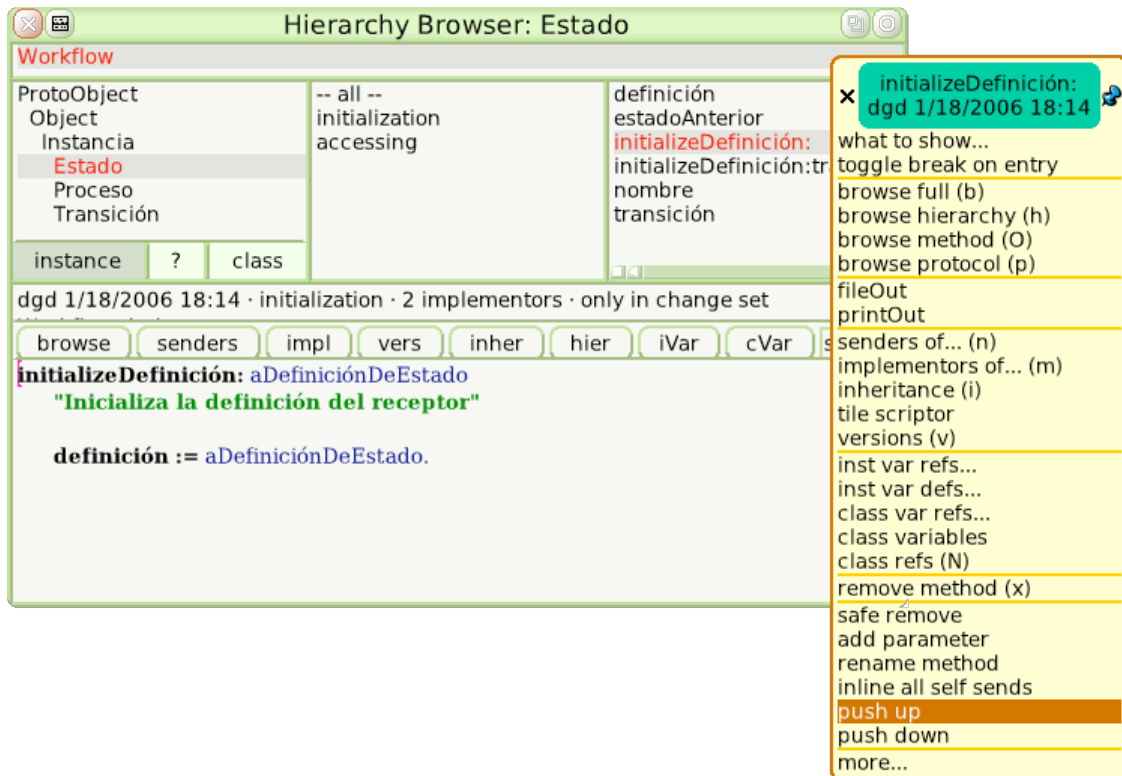 Hierarchy Browser: Estado
Workflow
ProtoObject
Object
Instancia
Estado
Proceso
Transición
instance ? class
-- all --
initialization
accessing
definición
estadoAnterior
initializeDefinición:
initializeDefinición:tr
nombre
transición
dgd 1/18/2006 18:14 · initialization · 2 implementors · only in change set
browse senders impl vers inher hier iVar cVar s
initializeDefinición: aDefiniciónDeEstado
"Inicializa la definición del receptor"
definición := aDefiniciónDeEstado.
initializeDefinición:
dgd 1/18/2006 18:14
what to show...
toggle break on entry
browse full (b)
browse hierarchy (h)
browse method (O)
browse protocol (p)
fileOut
printOut
senders of... (n)
implementors of... (m)
inheritance (i)
tile scriptor
versions (v)
inst var refs...
inst var defs...
class var refs...
class variables
class refs (N)
remove method (x)
safe remove
add parameter
rename method
inline all self sends
push up
push down
more...